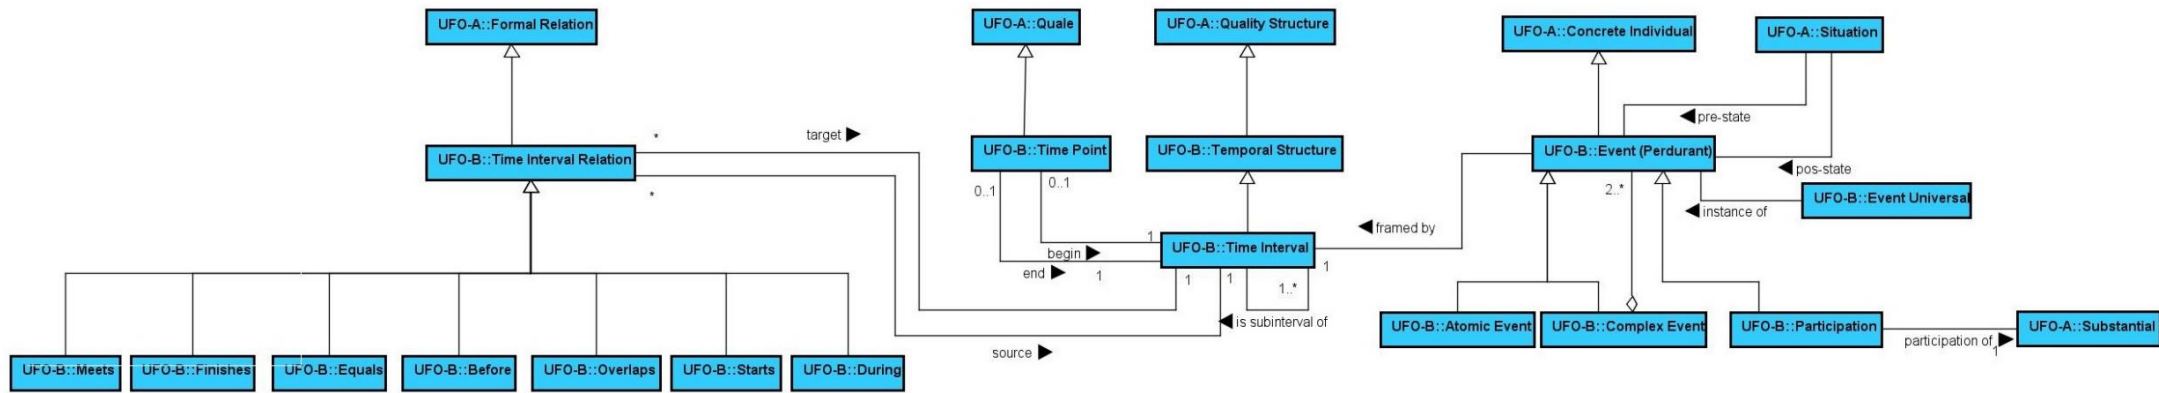 UFO-A::Formal Relation
UFO-A::Quale
UFO-A::Quality Structure
UFO-A::Concrete Individual
UFO-A::Situation
pre-state
*
target
UFO-B::Time Interval Relation
UFO-B::Time Point
UFO-B::Temporal Structure
UFO-B::Event (Perdurant)
pos-state
*
0..1
0..1
2..*
UFO-B::Event Universal
instance of
framed by
1
UFO-B::Time Interval
begin
end
1
1
1
1
1..*
is subinterval of
source
UFO-B::Atomic Event
UFO-B::Complex Event
UFO-B::Participation
UFO-A::Substantial
participation of
1
UFO-B::Meets
UFO-B::Finishes
UFO-B::Equals
UFO-B::Before
UFO-B::Overlaps
UFO-B::Starts
UFO-B::During